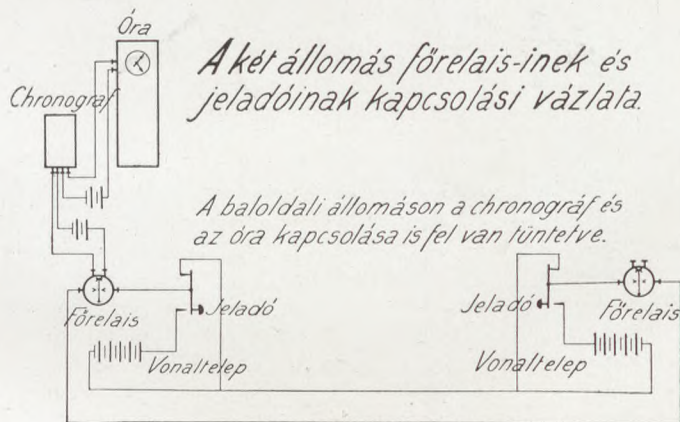 Óra
A két állomás főrelais-inek és
jeladóinak kapcsolási vázlata.
Chronográf
A baloldali állomáson a chronográf és
az óra kapcsolása is fel van tüntetve.
Jeladó
Főrelais
Vonaltelep
Jeladó
Főrelais
Vonaltelep